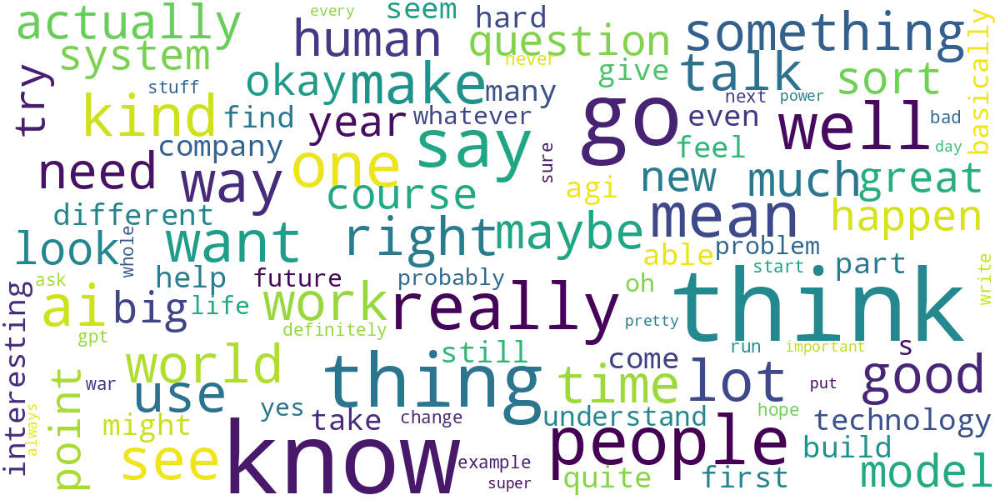 every
seem
hard
something
actually
human
question
basically
system
never
talk
try
stuff
okay
make
many
give
sort
next
power
go
kind
find
year
whatever
even
well
bad
company
say
feel
day
need
way
one
sure
new
much
great
course
agi
mean
happen
different
right
maybe
look
whole
want
able
problem
part
ask
help
future
probably
oh
start
write
interesting
ai
big
life
work
really
pretty
think
gpt
definitely
run
important
s
world
still
come
war
thing
time
lot
put
good
point
use
yes
take
change
understand
hope
technology
always
might
see
know
example
people
build
super
quite
first
model